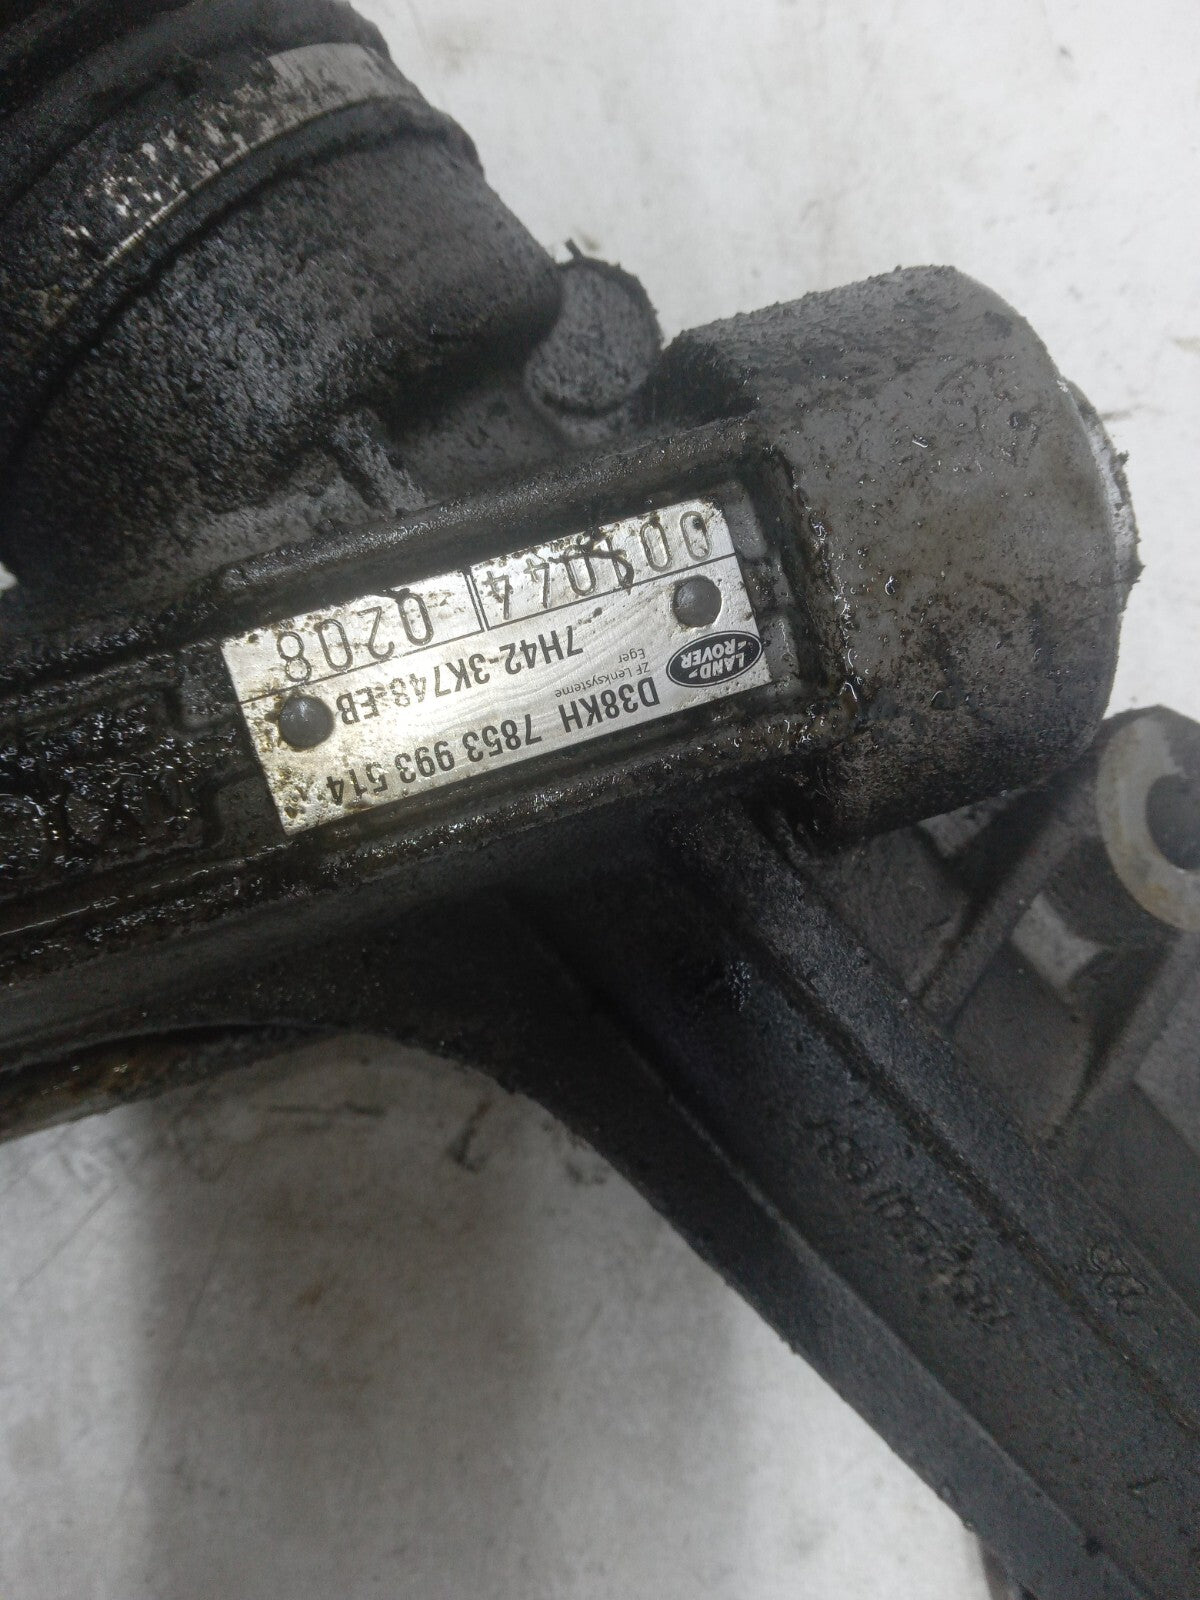 LAND
ROVER
D38KH 7853 993 514
ZF Lenksysteme
Eger
7H42-3K748-EB
0208